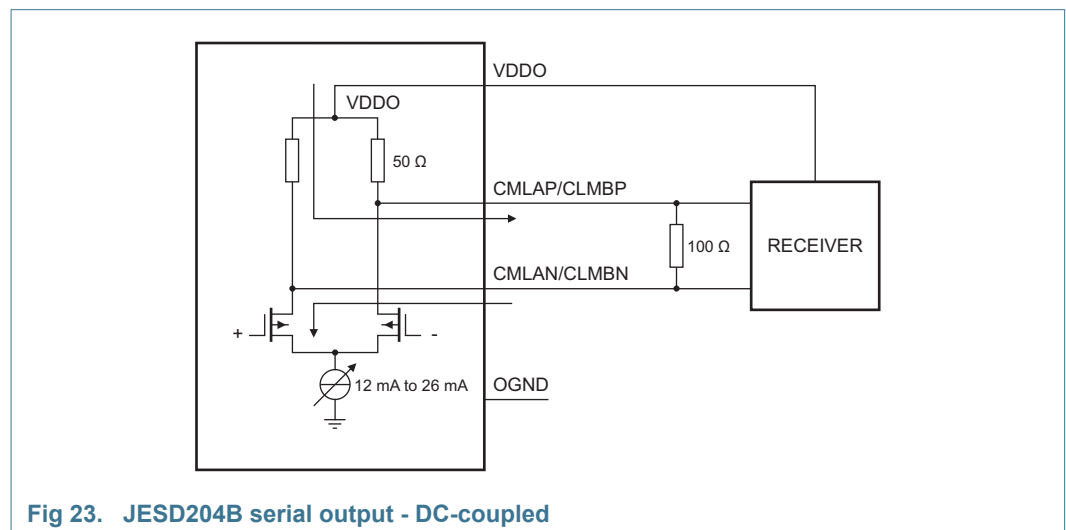 VDDO
VDDO
50 Ω
CMLAP/CLMBP
100 Ω
RECEIVER
CMLAN/CLMBN
+
-
12 mA to 26 mA
OGND
Fig 23. JESD204B serial output - DC-coupled